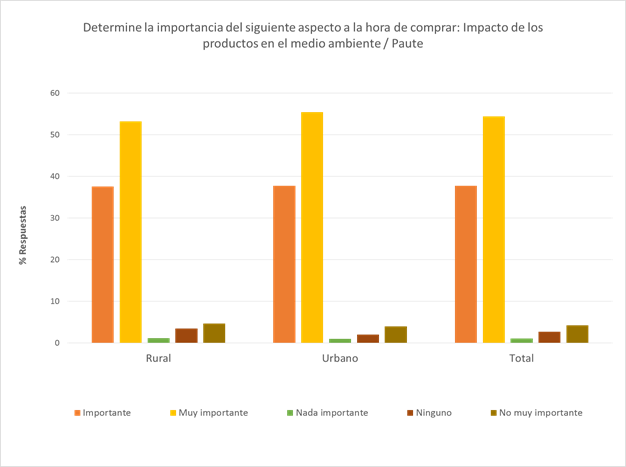 Determine la importancia del siguiente aspecto a la hora de comprar: Impacto de los
productos en el medio ambiente / Paute
60
50
40
30
20
10
0
% Respuestas
Rural Urbano Total
Importante Muy importante Nada importante Ninguno No muy importante